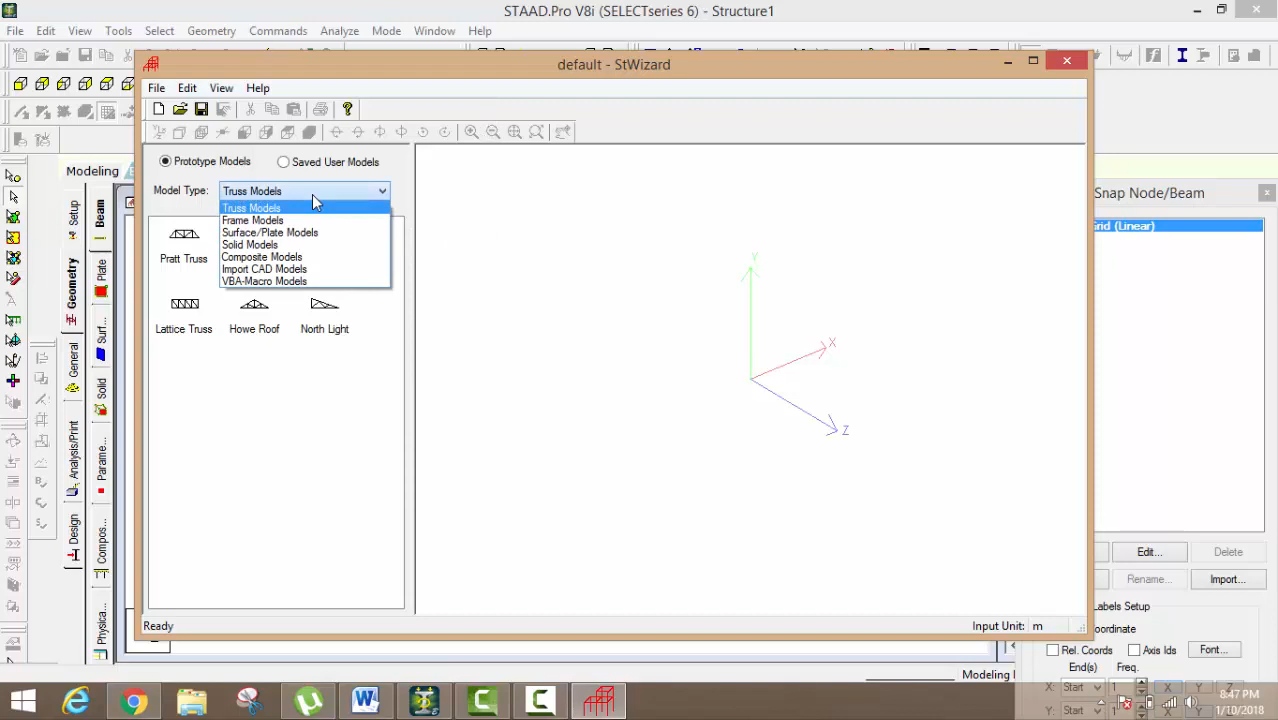 STAAD.Pro V8i (SELECTseries 6) - Structure1
File Edit View Tools Select Geometry Commands Analyze Mode Window Help
default - StWizard
File Edit View Help
Prototype Models Saved User Models
Model Type: Truss Models
Truss Models
Frame Models
Surface/Plate Models
Solid Models
Composite Models
Import CAD Models
VBA-Macro Models
Pratt Truss
Lattice Truss Howe Roof North Light
Y
X
Z
Ready
Input Unit: m
Modeling
Setup
Geometry
General
Analysis/Print
Design
Beam
Plate
Surf...
Solid
Parame...
Compos...
Physica...
Snap Node/Beam
Grid (Linear)
Edit... Delete
Rename... Import...
Labels Setup
Rel. Coords Axis Ids Font...
End(s) Freq.
X: Start 1 X Y Z
Y: Start 1
8:47 PM
1/10/2018